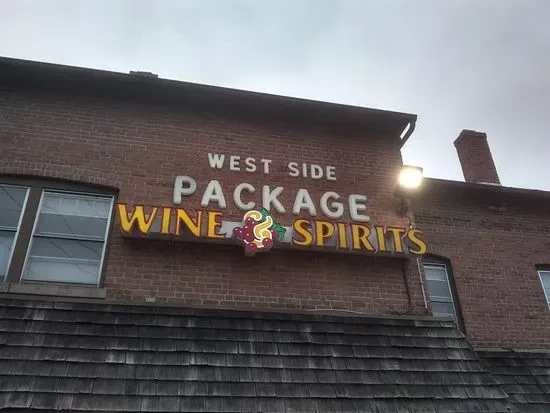 WEST SIDE
PACKAGE
WINE & SPIRITS